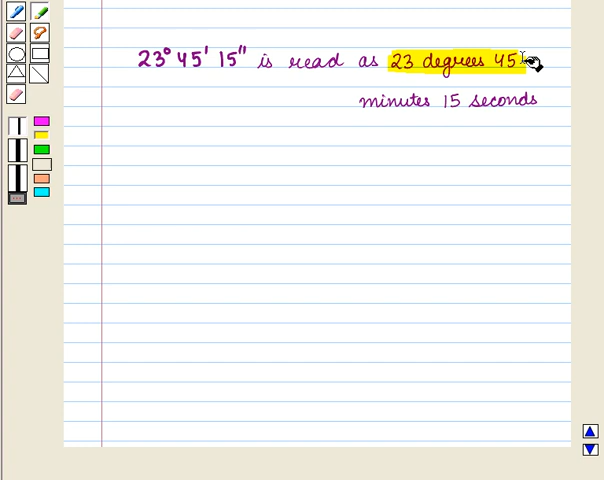 23° 45' 15" is read as 23 degrees 45
minutes 15 seconds